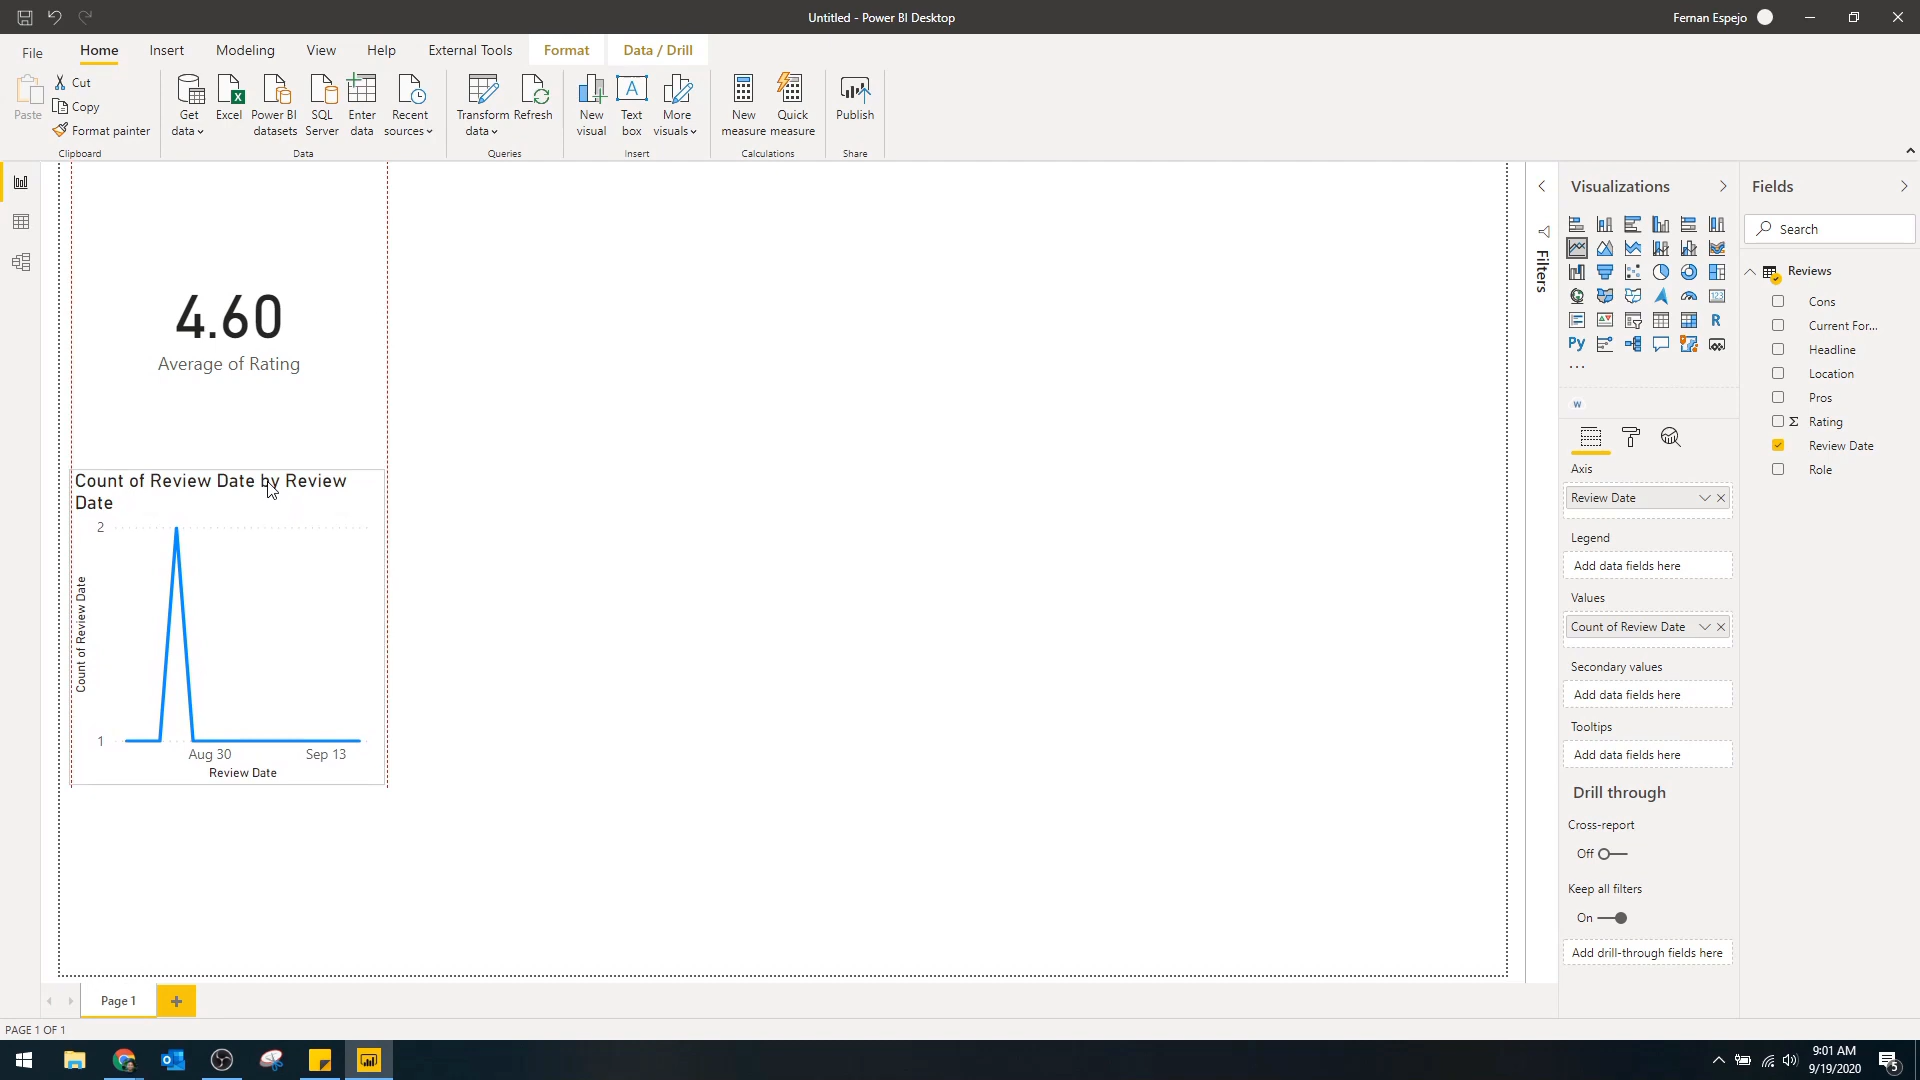 Untitled - Power BI Desktop
Fernan Espejo
File
Home
Insert
Modeling
View
Help
External Tools
Format
Data / Drill
Paste
Cut
Copy
Format painter
Clipboard
Get
data
Excel
Power BI
datasets
SQL
Server
Enter
data
Recent
sources
Data
Transform
data
Refresh
Queries
New
visual
A
Text
box
More
visuals
Insert
New
measure
Quick
measure
Calculations
Publish
Share
4.60
Average of Rating
Count of Review Date by Review
Date
2
1
Count of Review Date
Aug 30
Sep 13
Review Date
Filters
Visualizations
123
R
Py
...
W
Axis
Review Date
Legend
Add data fields here
Values
Count of Review Date
Secondary values
Add data fields here
Tooltips
Add data fields here
Drill through
Cross-report
Off
Keep all filters
On
Add drill-through fields here
Fields
Search
Reviews
Cons
Current For...
Headline
Location
Pros
Σ Rating
Review Date
Role
Page 1
+
PAGE 1 OF 1
9:01 AM
9/19/2020
5